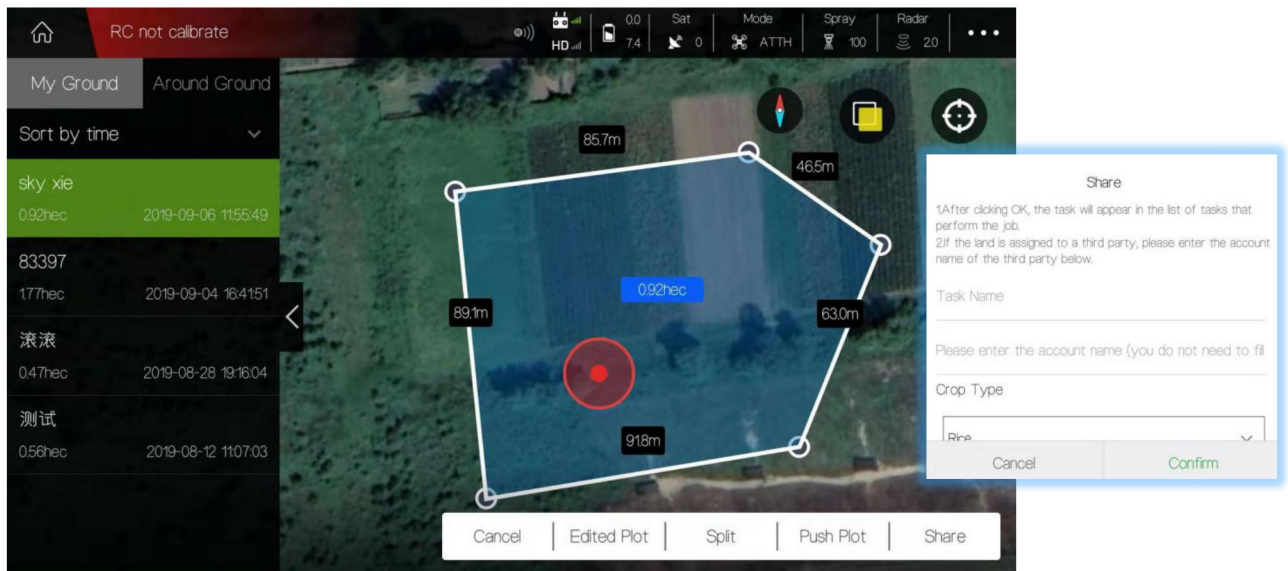 RC not calibrate
HD
0.0
7.4
Sat
0
Mode
ATTH
Spray
100
Radar
2.0
My Ground
Around Ground
Sort by time
sky xie
0.92hec
2019-09-06 11:55:49
83397
1.77hec
2019-09-04 16:41:51
滚滚
0.47hec
2019-08-28 19:16:04
测试
0.56hec
2019-08-12 11:07:03
85.7m
46.5m
0.92hec
89.1m
63.0m
91.8m
Cancel
Edited Plot
Split
Push Plot
Share
Share
1.After clicking OK, the task will appear in the list of tasks that
perform the job.
2.If the land is assigned to a third party, please enter the account
name of the third party below.
Task Name
Please enter the account name (you do not need to fill
Crop Type
Rice
Cancel
Confirm